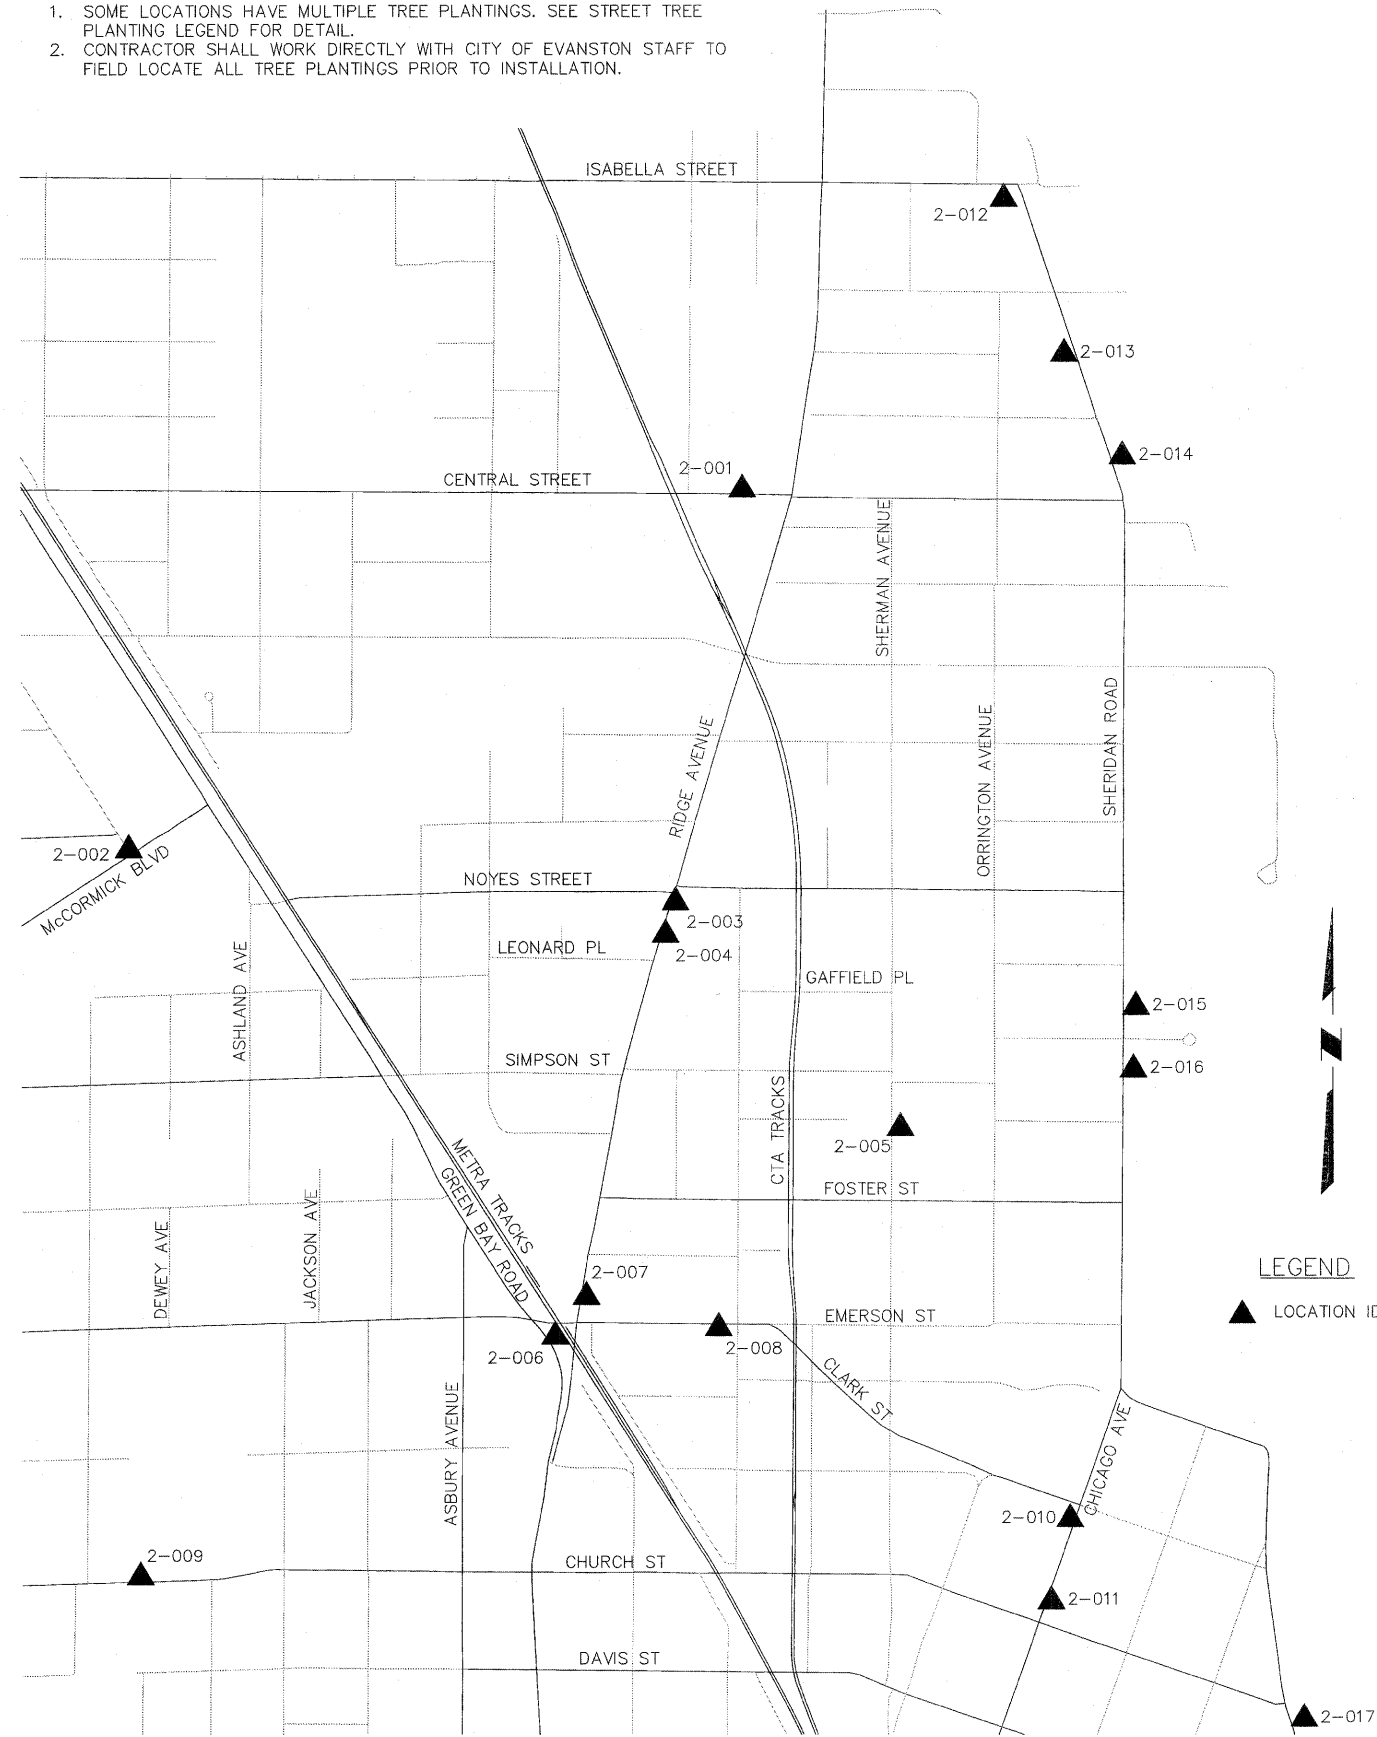 1. SOME LOCATIONS HAVE MULTIPLE TREE PLANTINGS. SEE STREET TREE
PLANTING LEGEND FOR DETAIL.
2. CONTRACTOR SHALL WORK DIRECTLY WITH CITY OF EVANSTON STAFF TO
FIELD LOCATE ALL TREE PLANTINGS PRIOR TO INSTALLATION.
ISABELLA STREET
2-012
2-013
2-014
2-001
CENTRAL STREET
SHERMAN AVENUE
SHERIDAN ROAD
ORRINGTON AVENUE
RIDGE AVENUE
2-002
McCORMICK BLVD
NOYES STREET
2-003
LEONARD PL
2-004
GAFFIELD PL
ASHLAND AVE
2-015
N
SIMPSON ST
2-016
CTA TRACKS
2-005
METRA TRACKS
GREEN BAY ROAD
FOSTER ST
DEWEY AVE
JACKSON AVE
2-007
LEGEND
LOCATION
EMERSON ST
2-006
2-008
CLARK ST
ASBURY AVENUE
CHICAGO AVE
2-010
2-009
CHURCH ST
2-011
DAVIS ST
2-017